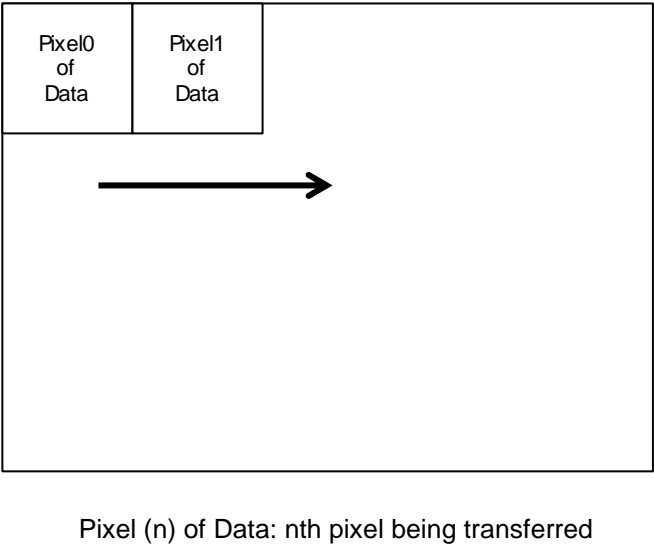 Pixel0
of
Data
Pixel1
of
Data
Pixel (n) of Data: nth pixel being transferred